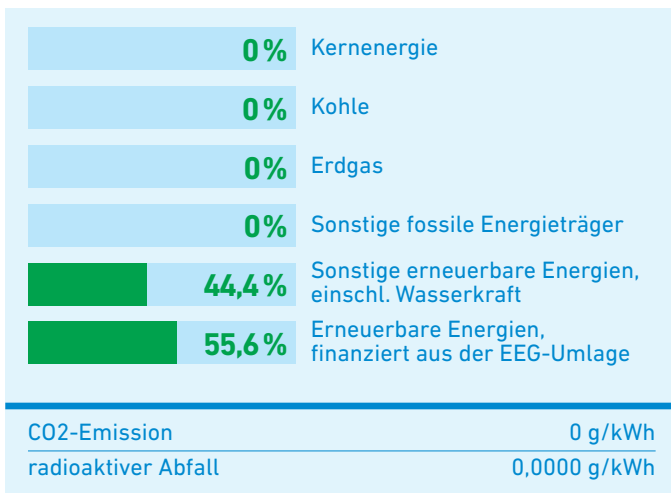 0 % Kernenergie
0 % Kohle
0 % Erdgas
0 % Sonstige fossile Energieträger
44,4 % Sonstige erneuerbare Energien,
einschl. Wasserkraft
55,6 % Erneuerbare Energien,
finanziert aus der EEG-Umlage
CO2-Emission 0 g/kWh
radioaktiver Abfall 0,0000 g/kWh